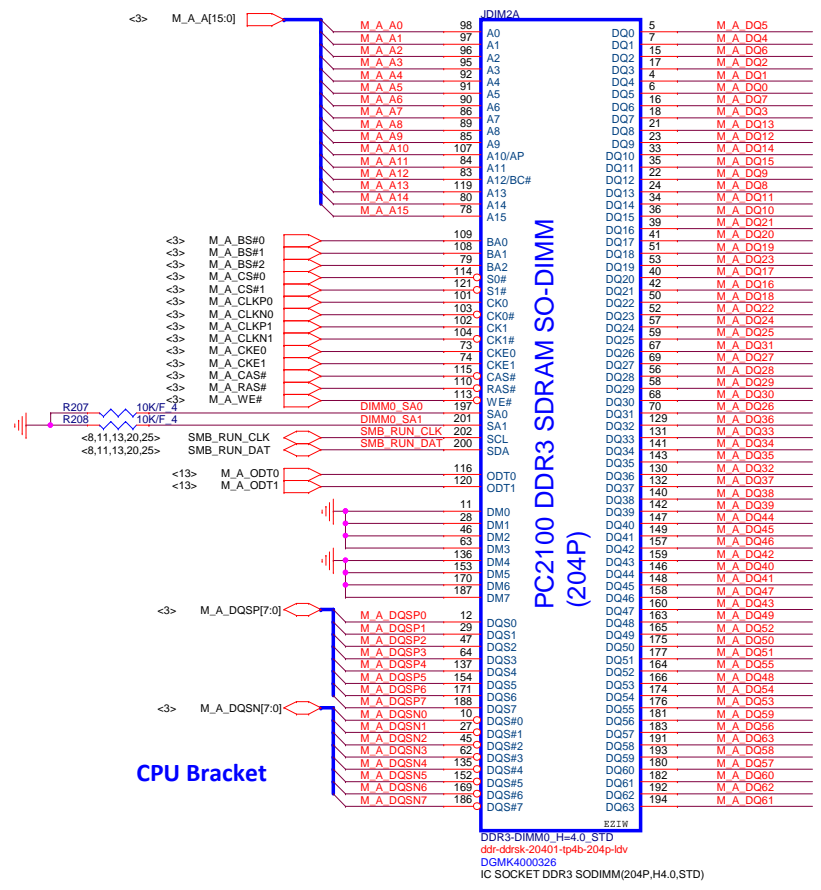 JDIM2A
<3> M_A_A[15:0]
M_A_A0 98 A0
M_A_A1 97 A1
M_A_A2 96 A2
M_A_A3 95 A3
M_A_A4 92 A4
M_A_A5 91 A5
M_A_A6 90 A6
M_A_A7 86 A7
M_A_A8 89 A8
M_A_A9 85 A9
M_A_A10 107 A10/AP
M_A_A11 84 A11
M_A_A12 83 A12/BC#
M_A_A13 119 A13
M_A_A14 80 A14
M_A_A15 78 A15
<3> M_A_BS#0 109 BA0
<3> M_A_BS#1 108 BA1
<3> M_A_BS#2 79 BA2
<3> M_A_CS#0 114 S0#
<3> M_A_CS#1 121 S1#
<3> M_A_CLKP0 101 CK0
<3> M_A_CLKN0 103 CK0#
<3> M_A_CLKP1 102 CK1
<3> M_A_CLKN1 104 CK1#
<3> M_A_CKE0 73 CKE0
<3> M_A_CKE1 74 CKE1
<3> M_A_CAS# 115 CAS#
<3> M_A_RAS# 110 RAS#
<3> M_A_WE# 113 WE#
R207 10K/F_4 DIMM0_SA0 197 SA0
R208 10K/F_4 DIMM0_SA1 201 SA1
<8,11,13,20,25> SMB_RUN_CLK SMB_RUN_CLK 202 SCL
<8,11,13,20,25> SMB_RUN_DAT SMB_RUN_DAT 200 SDA
<13> M_A_ODT0 116 ODT0
<13> M_A_ODT1 120 ODT1
11 DM0
28 DM1
46 DM2
63 DM3
136 DM4
153 DM5
170 DM6
187 DM7
<3> M_A_DQSP[7:0]
M_A_DQSP0 12 DQS0
M_A_DQSP1 29 DQS1
M_A_DQSP2 47 DQS2
M_A_DQSP3 64 DQS3
M_A_DQSP4 137 DQS4
M_A_DQSP5 154 DQS5
M_A_DQSP6 171 DQS6
M_A_DQSP7 188 DQS7
<3> M_A_DQSN[7:0]
M_A_DQSN0 10 DQS#0
M_A_DQSN1 27 DQS#1
M_A_DQSN2 45 DQS#2
M_A_DQSN3 62 DQS#3
M_A_DQSN4 135 DQS#4
M_A_DQSN5 152 DQS#5
M_A_DQSN6 169 DQS#6
M_A_DQSN7 186 DQS#7
CPU Bracket
PC2100 DDR3 SDRAM SO-DIMM
(204P)
DQ0 5 M_A_DQ5
DQ1 7 M_A_DQ4
DQ2 15 M_A_DQ6
DQ3 17 M_A_DQ2
DQ4 4 M_A_DQ1
DQ5 6 M_A_DQ0
DQ6 16 M_A_DQ7
DQ7 18 M_A_DQ3
DQ8 21 M_A_DQ13
DQ9 23 M_A_DQ12
DQ10 33 M_A_DQ14
DQ11 35 M_A_DQ15
DQ12 22 M_A_DQ9
DQ13 24 M_A_DQ8
DQ14 34 M_A_DQ11
DQ15 36 M_A_DQ10
DQ16 39 M_A_DQ21
DQ17 41 M_A_DQ20
DQ18 51 M_A_DQ19
DQ19 53 M_A_DQ23
DQ20 40 M_A_DQ17
DQ21 42 M_A_DQ16
DQ22 50 M_A_DQ18
DQ23 52 M_A_DQ22
DQ24 57 M_A_DQ24
DQ25 59 M_A_DQ25
DQ26 67 M_A_DQ31
DQ27 69 M_A_DQ27
DQ28 56 M_A_DQ28
DQ29 58 M_A_DQ29
DQ30 68 M_A_DQ30
DQ31 70 M_A_DQ26
DQ32 129 M_A_DQ36
DQ33 131 M_A_DQ33
DQ34 141 M_A_DQ34
DQ35 143 M_A_DQ35
DQ36 130 M_A_DQ32
DQ37 132 M_A_DQ37
DQ38 140 M_A_DQ38
DQ39 142 M_A_DQ39
DQ40 147 M_A_DQ44
DQ41 149 M_A_DQ45
DQ42 157 M_A_DQ46
DQ43 159 M_A_DQ42
DQ44 146 M_A_DQ40
DQ45 148 M_A_DQ41
DQ46 158 M_A_DQ47
DQ47 160 M_A_DQ43
DQ48 163 M_A_DQ49
DQ49 165 M_A_DQ52
DQ50 175 M_A_DQ50
DQ51 177 M_A_DQ51
DQ52 164 M_A_DQ55
DQ53 166 M_A_DQ48
DQ54 174 M_A_DQ54
DQ55 176 M_A_DQ53
DQ56 181 M_A_DQ59
DQ57 183 M_A_DQ56
DQ58 191 M_A_DQ63
DQ59 193 M_A_DQ58
DQ60 180 M_A_DQ57
DQ61 182 M_A_DQ60
DQ62 192 M_A_DQ62
DQ63 194 M_A_DQ61
EZIW
DDR3-DIMM0_H=4.0_STD
ddr-ddrsk-20401-tp4b-204p-ldv
DGMK4000326
IC SOCKET DDR3 SODIMM(204P,H4.0,STD)